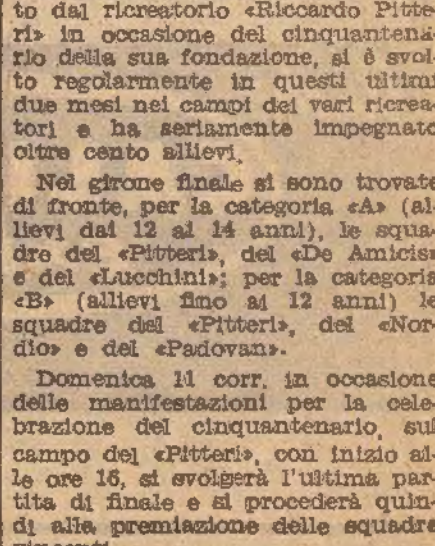 to dal ricreatorio «Riccardo Pitte-
ri» in occasione del cinquantena-
rio della sua fondazione, si è svol-
to regolarmente in questi ultimi
due mesi nei campi dei vari ricrea-
tori e ha seriamente impegnato
oltre cento allievi.
Nel girone finale si sono trovate
di fronte, per la categoria «A» (al-
lievi dai 12 ai 14 anni), le squa-
dre del «Pitteri», del «De Amicis»
e del «Lucchini»; per la categoria
«B» (allievi fino ai 12 anni) le
squadre del «Pitteri», del «Nor-
dio» e del «Padovan».
Domenica 11 corr. in occasione
delle manifestazioni per la cele-
brazione del cinquantenario, sul
campo del «Pitteri», con inizio al-
le ore 16, si svolgerà l'ultima par-
tita di finale e si procederà quin-
di alla premiazione delle squadre